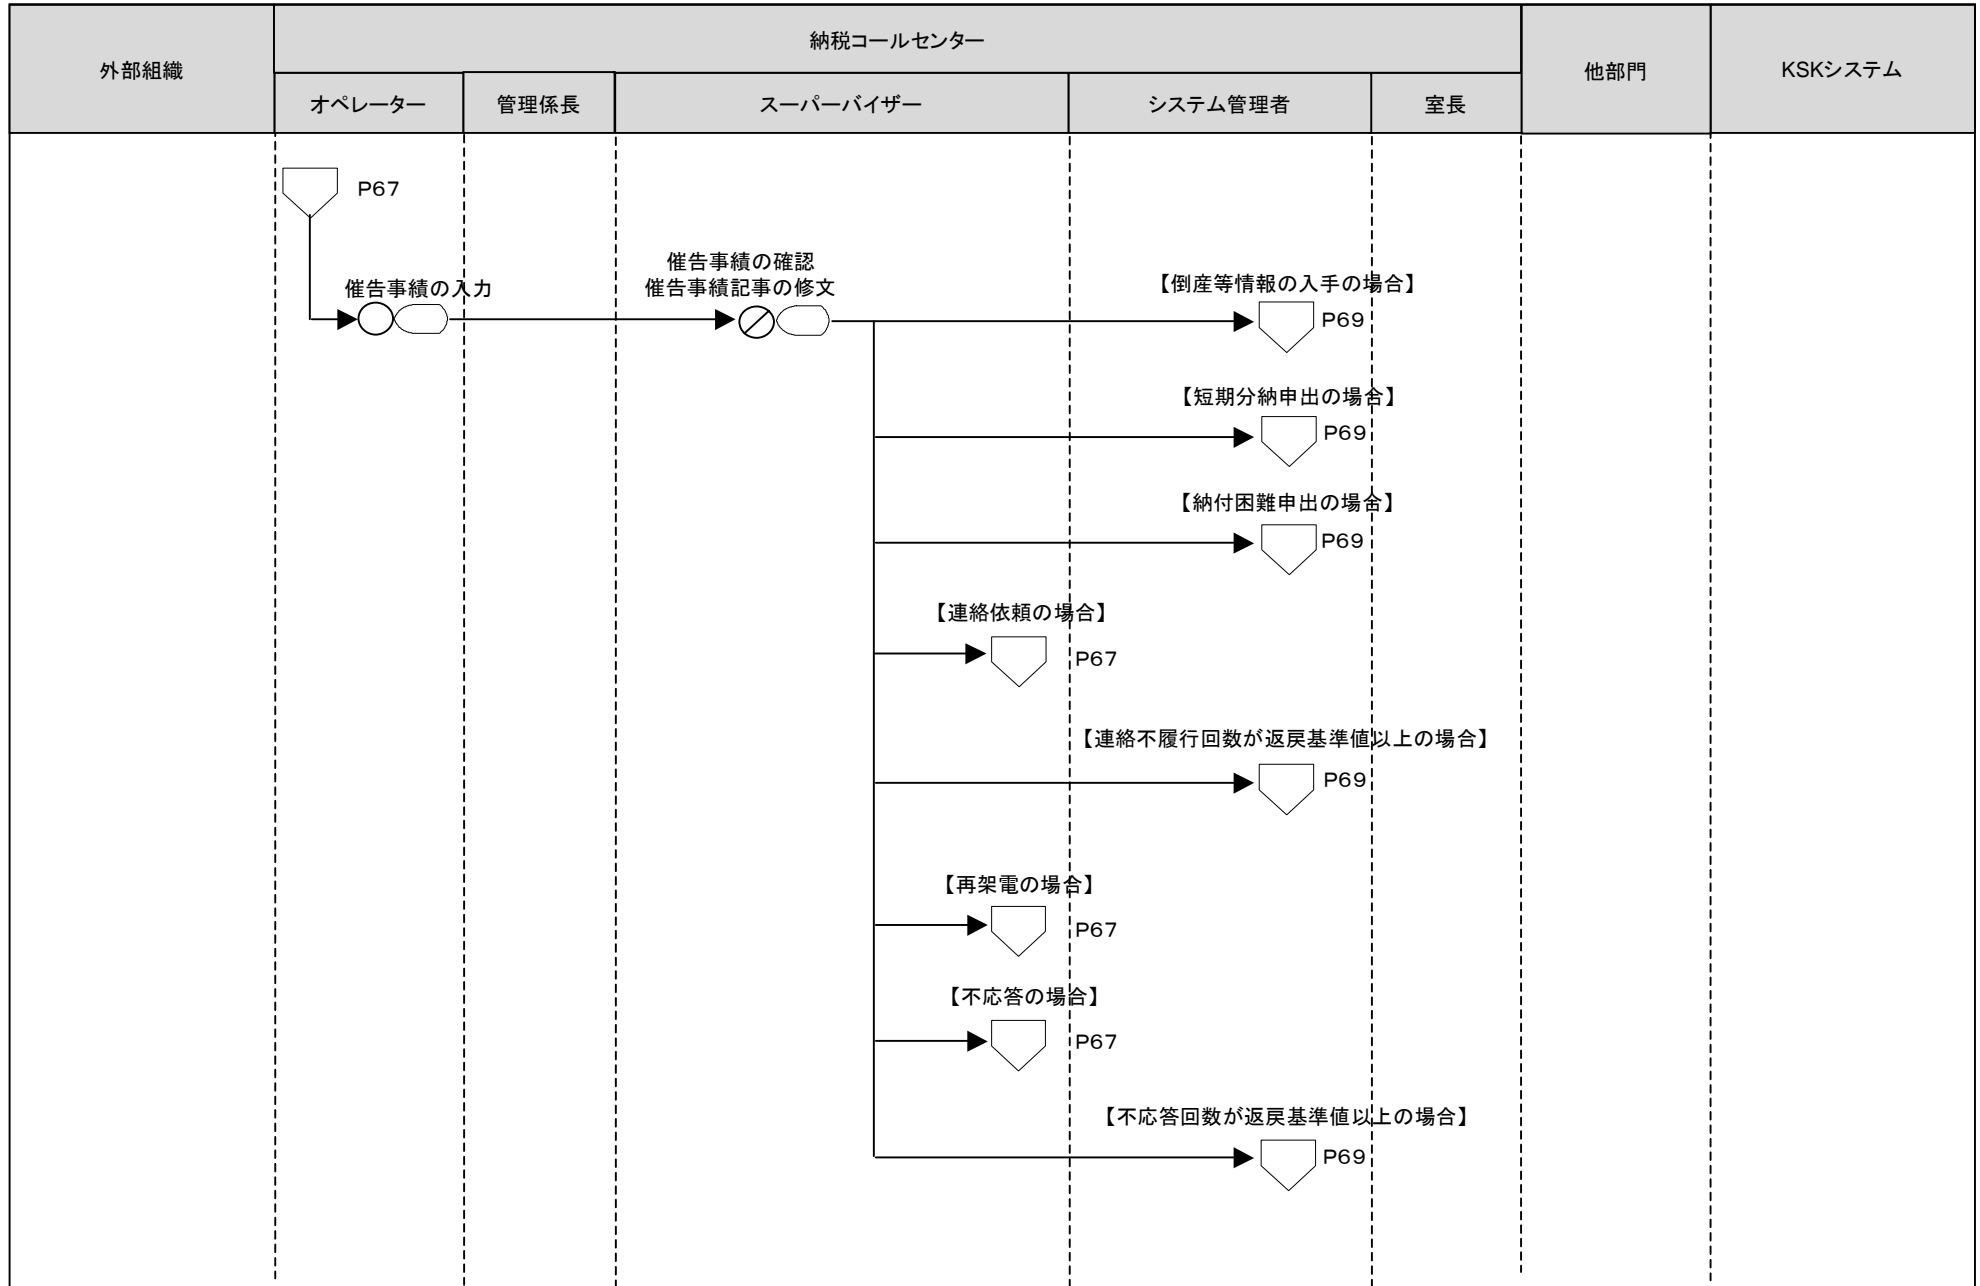 外部組織
納税コールセンター
他部門
KSKシステム
オペレーター
管理係長
スーパーバイザー
システム管理者
室長
P67
催告事績の入力
催告事績の確認
催告事績記事の修文
【倒産等情報の入手の場合】
P69
【短期分納申出の場合】
P69
【納付困難申出の場合】
P69
【連絡依頼の場合】
P67
【連絡不履行回数が返戻基準値以上の場合】
P69
【再架電の場合】
P67
【不応答の場合】
P67
【不応答回数が返戻基準値以上の場合】
P69